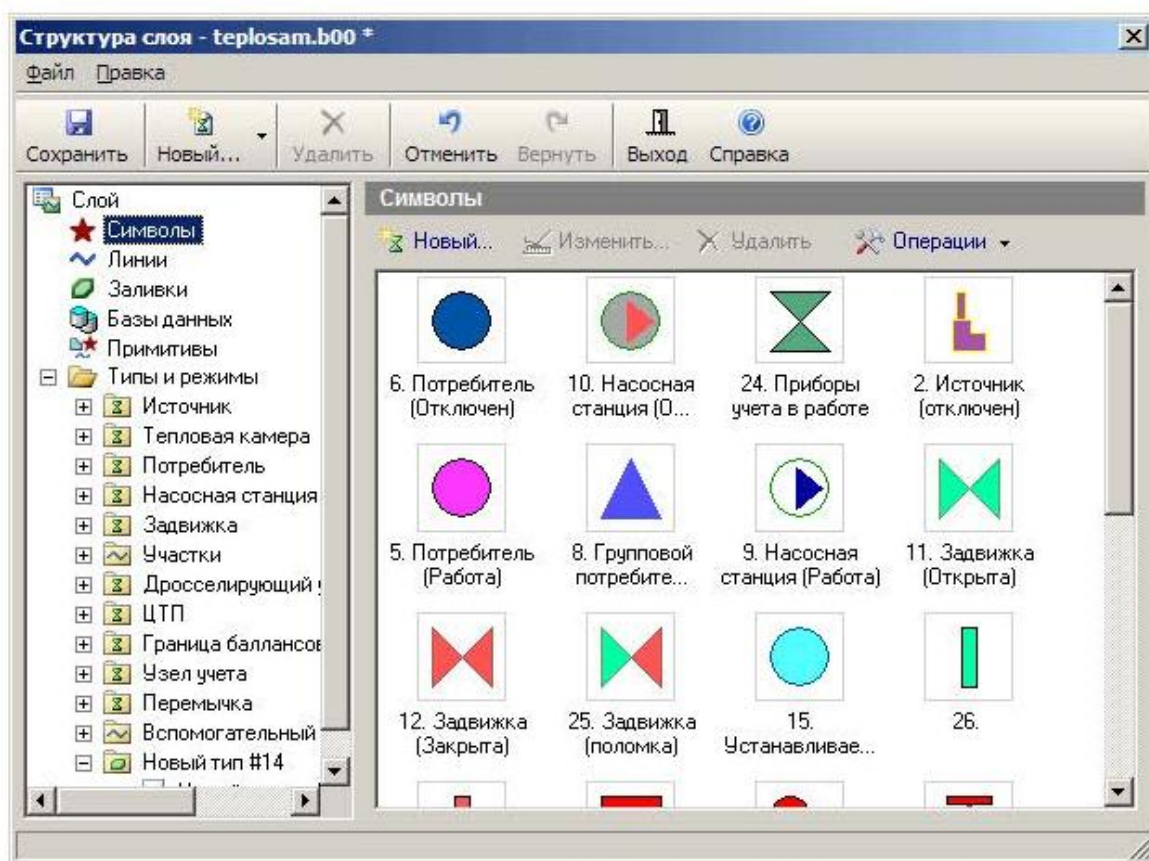 Структура слоя - teplosam.b00 *
Файл Правка
Сохранить Новый... Удалить Отменить Вернуть Выход Справка
Слой
Символы
Линии
Заливки
Базы данных
Примитивы
Типы и режимы
Источник
Тепловая камера
Потребитель
Насосная станция
Задвижка
Участки
Дросселирующий
ЦТП
Граница баллансов
Узел учета
Перемычка
Вспомогательный
Новый тип #14
Символы
Новый... Изменить... Удалить Операции
6. Потребитель
(Отключен)
10. Насосная
станция (О...
24. Приборы
учета в работе
2. Источник
(отключен)
5. Потребитель
(Работа)
8. Групповой
потребите...
9. Насосная
станция (Работа)
11. Задвижка
(Открыта)
12. Задвижка
(Закрыта)
25. Задвижка
(поломка)
15.
Устанавливае...
26.